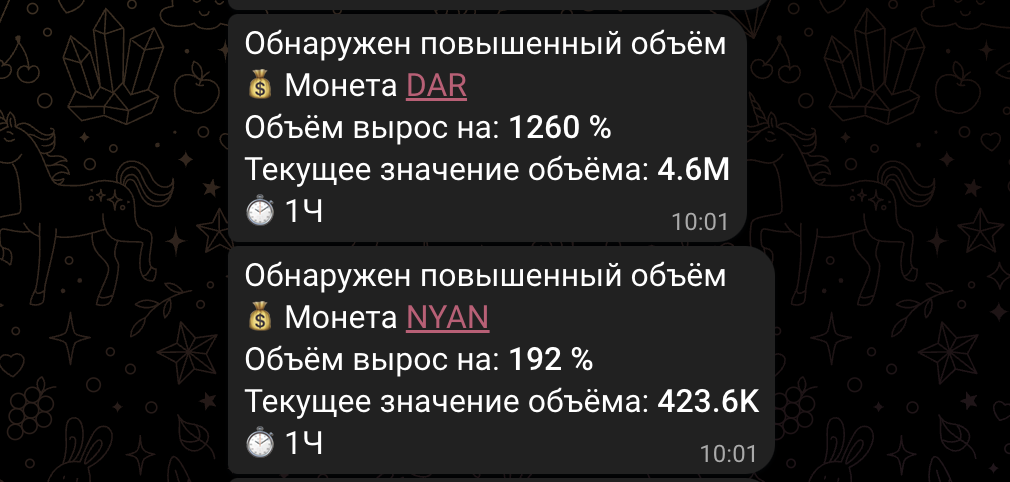 Обнаружен повышенный объём
💰 Монета DAR
Объём вырос на: 1260 %
Текущее значение объёма: 4.6M
⏱ 1Ч
10:01
Обнаружен повышенный объём
💰 Монета NYAN
Объём вырос на: 192 %
Текущее значение объёма: 423.6K
⏱ 1Ч
10:01